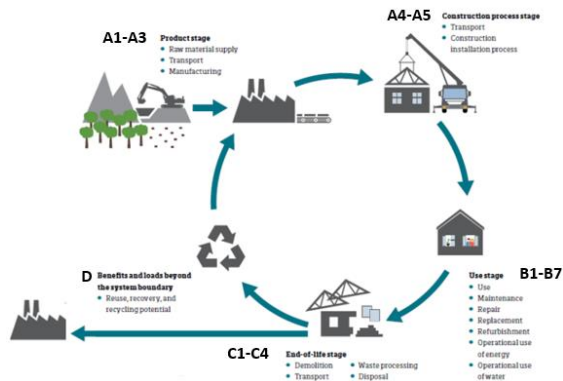 A1-A3
Product stage
Raw material supply
Transport
Manufacturing
A4-A5
Construction process stage
Transport
Construction
installation process
B1-B7
Use stage
Use
Maintenance
Repair
Replacement
Refurbishment
Operational use
of energy
Operational use
of water
C1-C4
End-of-life stage
Demolition
Transport
Waste processing
Disposal
D
Benefits and loads beyond
the system boundary
Reuse, recovery, and
recycling potential